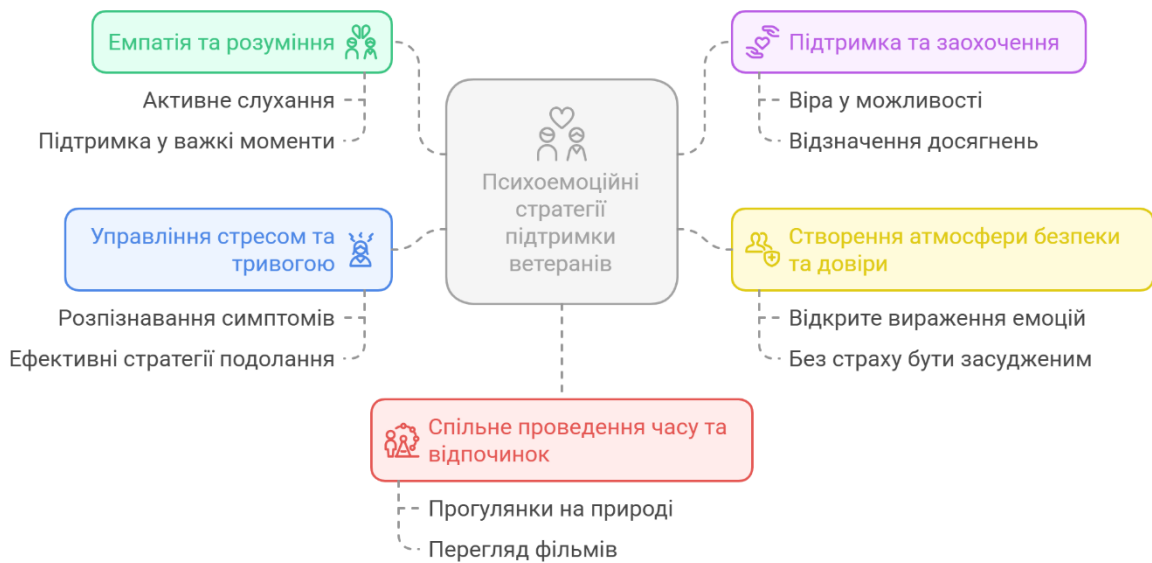 Емпатія та розуміння
Активне слухання
Підтримка у важкі моменти
Підтримка та заохочення
Віра у можливості
Відзначення досягнень
Психоемоційні
стратегії
підтримки
ветеранів
Управління стресом та
тривогою
Розпізнавання симптомів
Ефективні стратегії подолання
Створення атмосфери безпеки
та довіри
Відкрите вираження емоцій
Без страху бути засудженим
Спільне проведення часу та
відпочинок
Прогулянки на природі
Перегляд фільмів